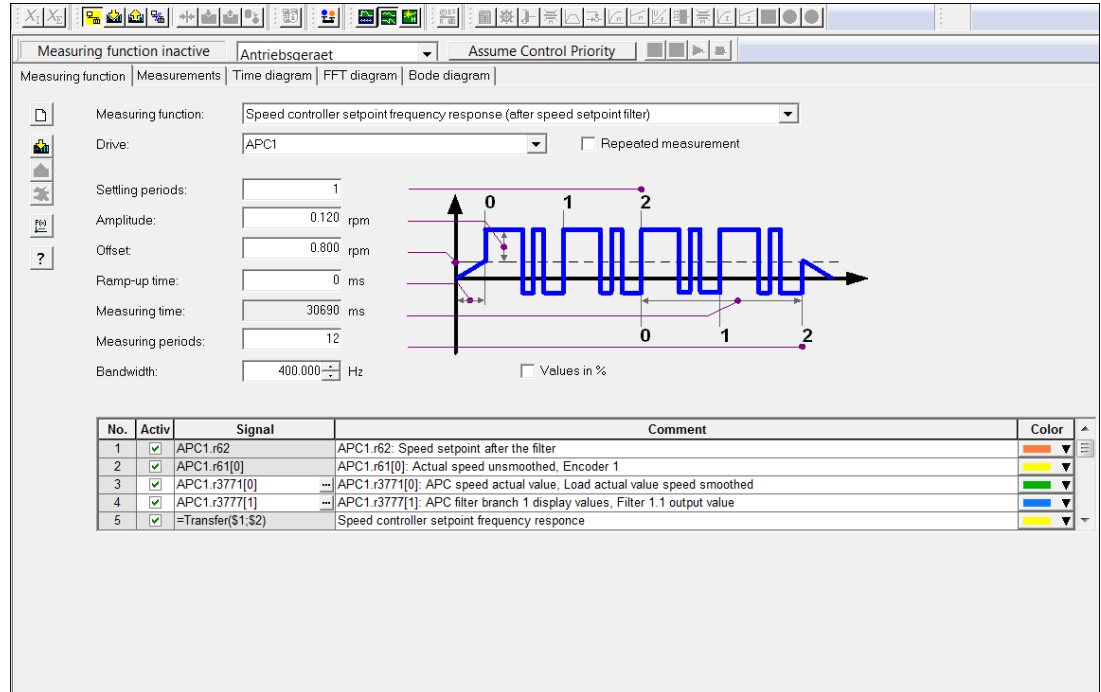 Measuring function inactive Antriebsgeraet Assume Control Priority
Measuring function Measurements Time diagram FFT diagram Bode diagram
Measuring function: Speed controller setpoint frequency response (after speed setpoint filter)
Drive: APC1 Repeated measurement
Settling periods: 1
0 1 2
Amplitude: 0.120 rpm
Offset: 0.800 rpm
Ramp-up time: 0 ms
Measuring time: 30690 ms
Measuring periods: 12
0 1 2
Bandwidth: 400.000 Hz Values in %
No. Activ Signal Comment Color
1 APC1.r62 APC1.r62: Speed setpoint after the filter
2 APC1.r61[0] APC1.r61[0]: Actual speed unsmoothed, Encoder 1
3 APC1.r3771[0] ... APC1.r3771[0]: APC speed actual value, Load actual value speed smoothed
4 APC1.r3777[1] ... APC1.r3777[1]: APC filter branch 1 display values, Filter 1.1 output value
5 =Transfer($1;$2) Speed controller setpoint frequency responce